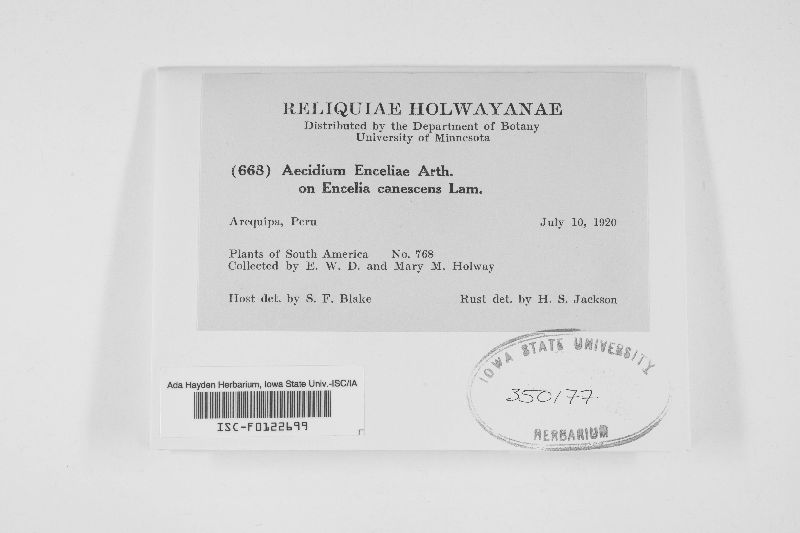 RELIQUIAE HOLWAYANAE
Distributed by the Department of Botany
University of Minnesota
(663) Aecidium Enceliae Arth.
on Encelia canescens Lam.
Arequipa, Peru July 10, 1920
Plants of South America No. 768
Collected by E. W. D. and Mary M. Holway
Host det. by S. F. Blake Rust det. by H. S. Jackson
IOWA STATE UNIVERSITY
350177
HERBARIUM
Ada Hayden Herbarium, Iowa State Univ.-ISC/IA
ISC-F0122699